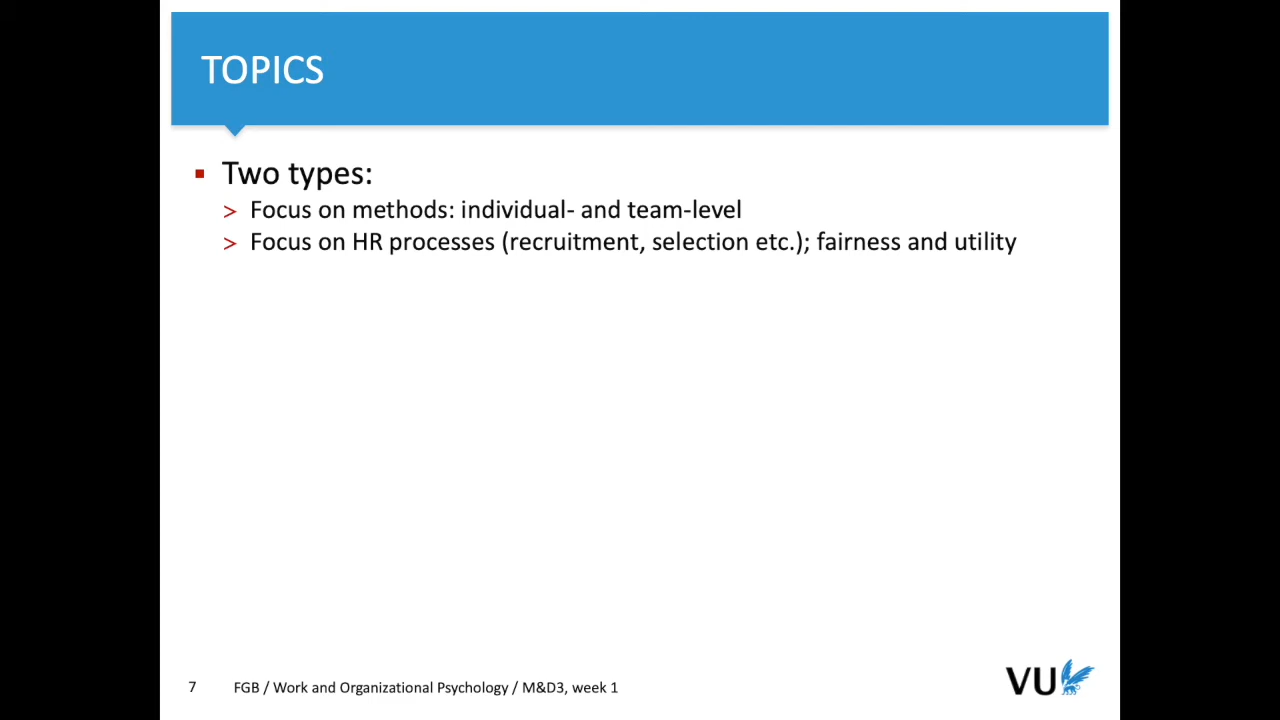 TOPICS
Two types:
> Focus on methods: individual- and team-level
> Focus on HR processes (recruitment, selection etc.); fairness and utility
7 FGB / Work and Organizational Psychology / M&D3, week 1
VU